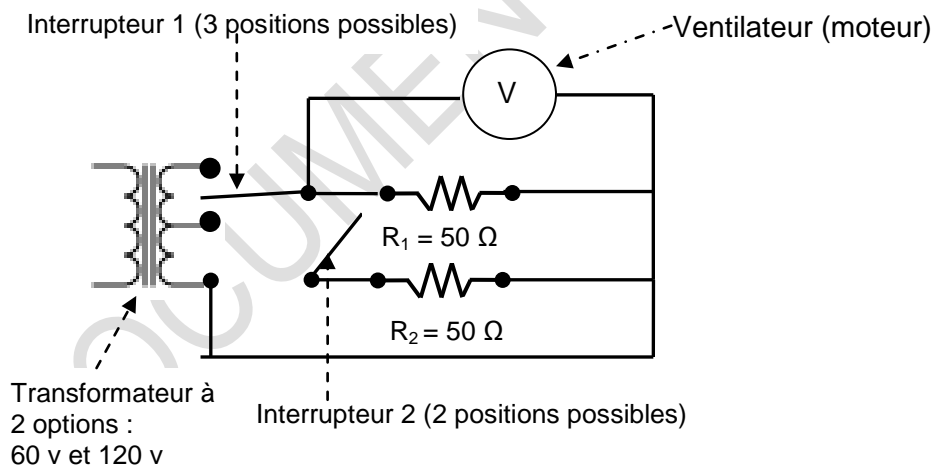 Interrupteur 1 (3 positions possibles)
Ventilateur (moteur)
V
R₁ = 50 Ω
R₂ = 50 Ω
Transformateur à
2 options :
60 v et 120 v
Interrupteur 2 (2 positions possibles)
OCUMEN